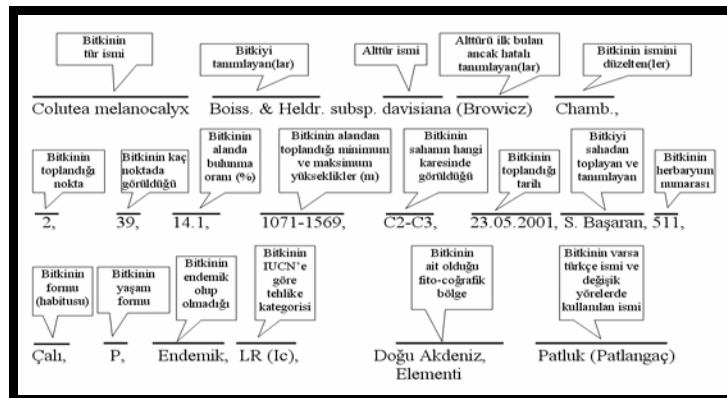 Bitkinin
tür ismi
Bitkiyi
tanımlayan(lar)
Alttür ismi
Alttürü ilk bulan
ancak hatalı
tanımlayan(lar)
Bitkinin ismini
düzelten(ler)
Colutea melanocalyx Boiss. & Heldr. subsp. davisiana (Browicz) Chamb.,
Bitkinin
toplandığı
nokta
Bitkinin kaç
noktada
görüldüğü
Bitkinin
alanda
bulunma
oranı (%)
Bitkinin alandan
toplandığı minimum
ve maksimum
yükseklikler (m)
Bitkinin
sahanın hangi
karesinde
görüldüğü
Bitkinin
toplandığı
tarih
Bitkiyi
sahadan
toplayan ve
tanımlayan
Bitkinin
herbaryum
numarası
2, 39, 14.1, 1071-1569, C2-C3, 23.05.2001, S. Başaran, 511,
Bitkinin
formu
(habitusu)
Bitkinin
yaşam
formu
Bitkinin
endemik
olup
olmadığı
Bitkinin
IUCN'e
göre
tehlike
kategorisi
Bitkinin
ait olduğu
fito-coğrafik
bölge
Bitkinin varsa
türkçe ismi ve
değişik
yörelerde
kullanılan ismi
Çalı, P, Endemik, LR (Ic), Doğu Akdeniz, Patluk (Patlangaç)
Elementi